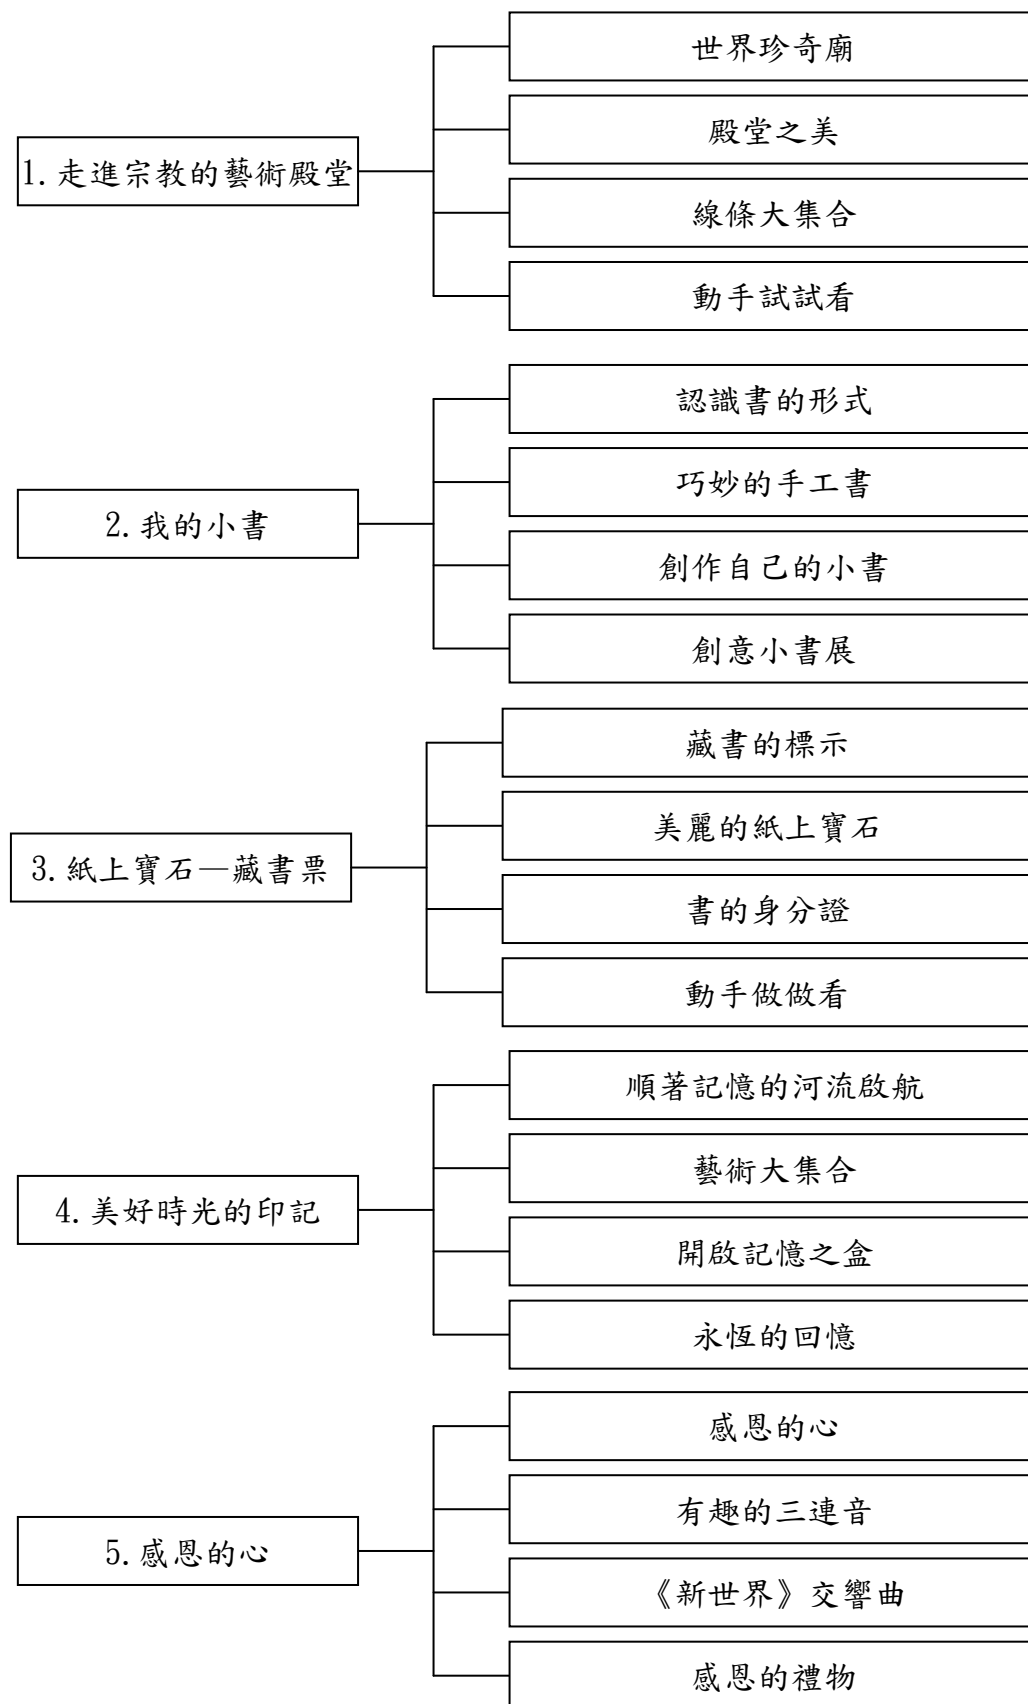 1.走進宗教的藝術殿堂
世界珍奇廟
殿堂之美
線條大集合
動手試試看
2.我的小書
認識書的形式
巧妙的手工書
創作自己的小書
創意小書展
3.紙上寶石—藏書票
藏書的標示
美麗的紙上寶石
書的身分證
動手做做看
4.美好時光的印記
順著記憶的河流啟航
藝術大集合
開啟記憶之盒
永恆的回憶
5.感恩的心
感恩的心
有趣的三連音
《新世界》交響曲
感恩的禮物